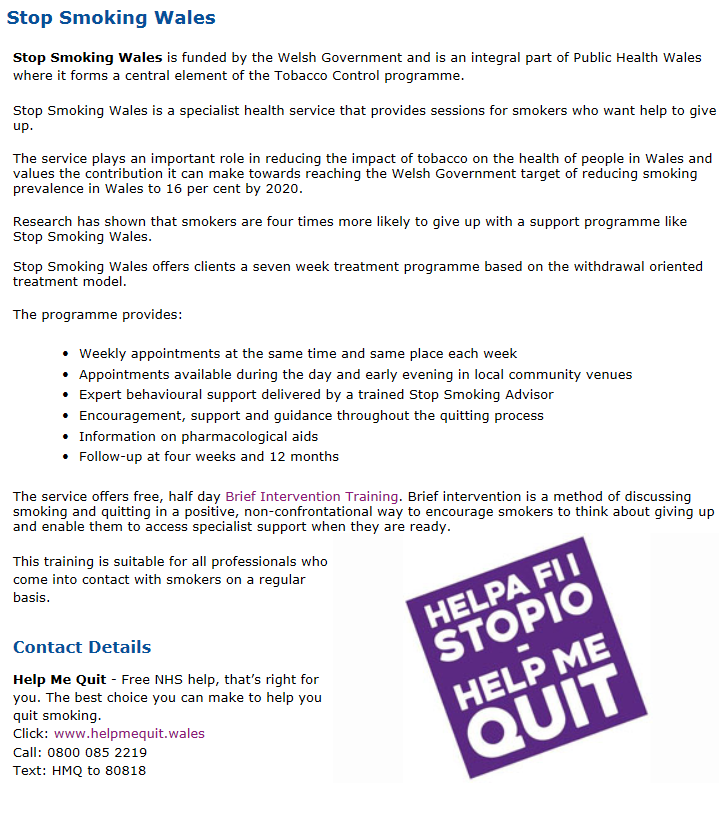 Stop Smoking Wales
Stop Smoking Wales is funded by the Welsh Government and is an integral part of Public Health Wales
where it forms a central element of the Tobacco Control programme.
Stop Smoking Wales is a specialist health service that provides sessions for smokers who want help to give
up.
The service plays an important role in reducing the impact of tobacco on the health of people in Wales and
values the contribution it can make towards reaching the Welsh Government target of reducing smoking
prevalence in Wales to 16 per cent by 2020.
Research has shown that smokers are four times more likely to give up with a support programme like
Stop Smoking Wales.
Stop Smoking Wales offers clients a seven week treatment programme based on the withdrawal oriented
treatment model.
The programme provides:
• Weekly appointments at the same time and same place each week
• Appointments available during the day and early evening in local community venues
• Expert behavioural support delivered by a trained Stop Smoking Advisor
• Encouragement, support and guidance throughout the quitting process
• Information on pharmacological aids
• Follow-up at four weeks and 12 months
The service offers free, half day Brief Intervention Training. Brief intervention is a method of discussing
smoking and quitting in a positive, non-confrontational way to encourage smokers to think about giving up
and enable them to access specialist support when they are ready.
This training is suitable for all professionals who
come into contact with smokers on a regular
basis.
Contact Details
Help Me Quit - Free NHS help, that’s right for
you. The best choice you can make to help you
quit smoking.
Click: www.helpmequit.wales
Call: 0800 085 2219
Text: HMQ to 80818
HELPA FI I
STOPIO
-
HELP ME
QUIT